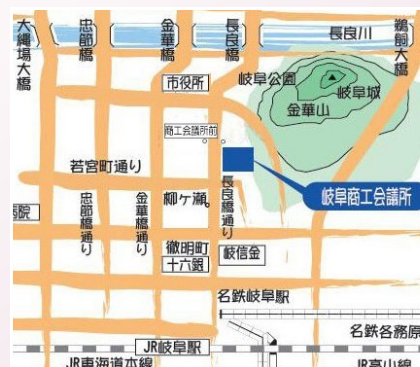 大縄場大橋
忠節橋
金華橋
長良橋
長良川
鵜飼大橋
市役所
岐阜公園
岐阜城
金華山
商工会議所前
若宮町通り
岐阜商工会議所
柳ヶ瀬
長良橋通り
忠節橋通り
金華橋通り
病院
徹明町
十六銀
岐信金
名鉄岐阜駅
名鉄各務原
JR岐阜駅
JR東海道本線
JR高山線